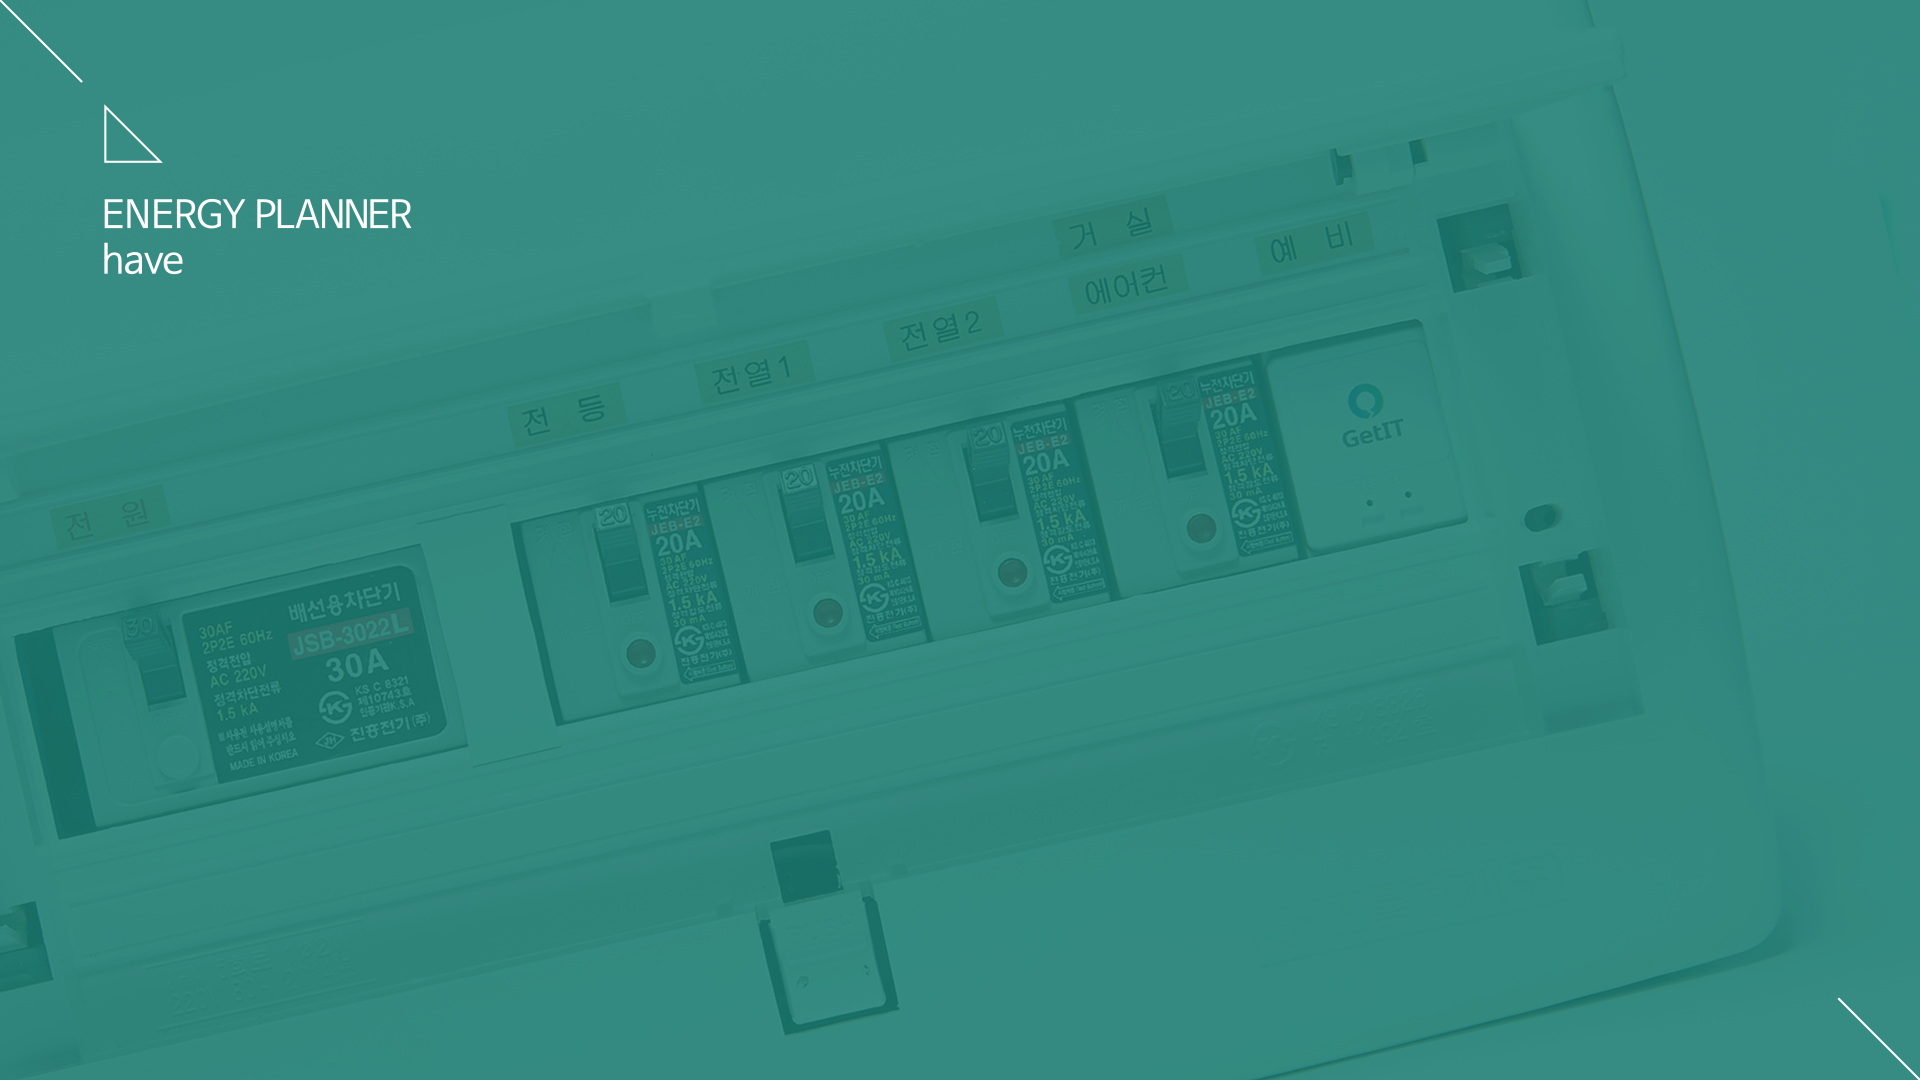 ENERGY PLANNER
have
거 실
예 비
에어컨
전열2
전열1
전 등
전 원
30
30AF
2P2E 60Hz
정격전압
AC 220V
정격차단전류
1.5 kA
MADE IN KOREA
배선용차단기
JSB-3022L
30A
KS C 8321
제10743호
진흥전기(주)
20
누전차단기
JEB-E2
20A
30 AF
2P2E 60Hz
AC 220V
1.5 kA
30 mA
진흥전기(주)
20
누전차단기
JEB-E2
20A
30 AF
2P2E 60Hz
AC 220V
1.5 kA
30 mA
진흥전기(주)
20
누전차단기
JEB-E2
20A
30 AF
2P2E 60Hz
AC 220V
1.5 kA
30 mA
진흥전기(주)
20
누전차단기
JEB-E2
20A
30 AF
2P2E 60Hz
AC 220V
1.5 kA
30 mA
진흥전기(주)
GetIT